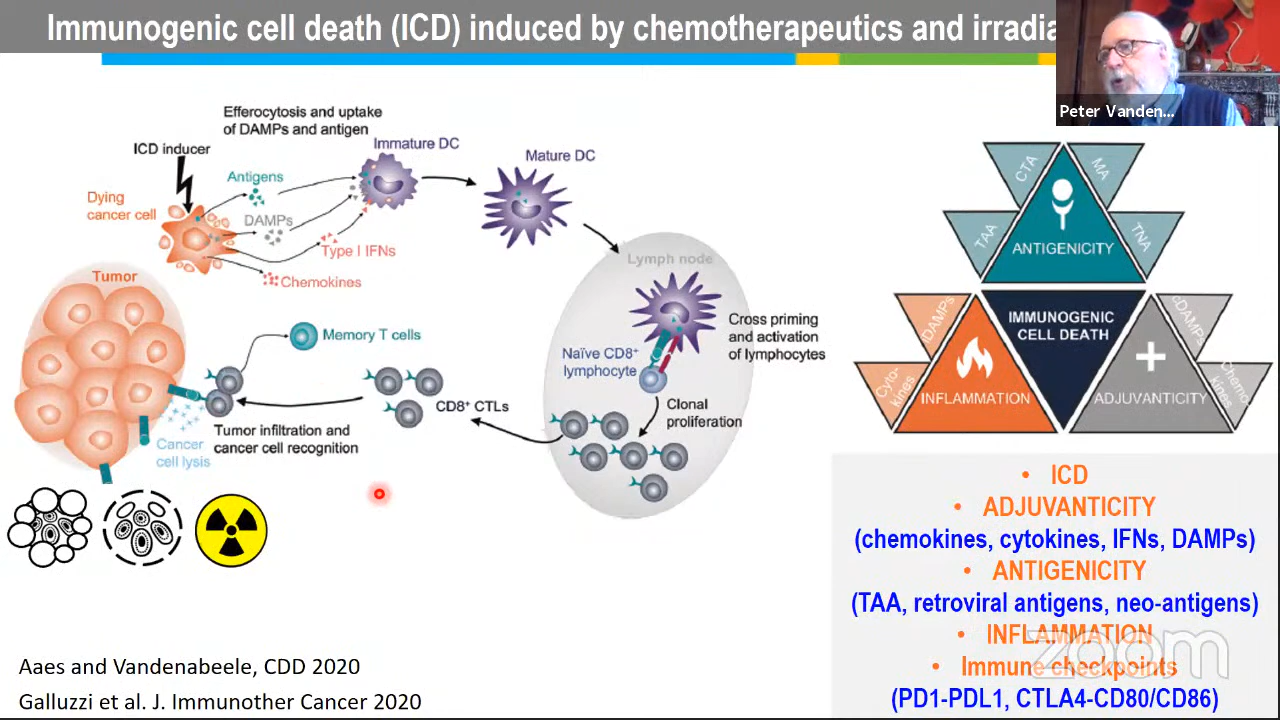 Immunogenic cell death (ICD) induced by chemotherapeutics and irradia
Peter Vanden...
Efferocytosis and uptake
of DAMPs and antigen
ICD inducer
Immature DC
Mature DC
Antigens
Dying
cancer cell
DAMPs
Type I IFNs
Chemokines
Tumor
Lymph node
Memory T cells
Cross priming
and activation
of lymphocytes
Naïve CD8⁺
lymphocyte
CD8⁺ CTLs
Clonal
proliferation
Tumor infiltration and
cancer cell recognition
Cancer
cell lysis
CTA
MA
TAA
TNA
ANTIGENICITY
IMMUNOGENIC
CELL DEATH
iDAMPs
cDAMPs
Cyto-
kines
Chemo
kines
INFLAMMATION
ADJUVANTICITY
• ICD
• ADJUVANTICITY
(chemokines, cytokines, IFNs, DAMPs)
• ANTIGENICITY
(TAA, retroviral antigens, neo-antigens)
• INFLAMMATION
• Immune checkpoints
(PD1-PDL1, CTLA4-CD80/CD86)
zoom
Aaes and Vandenabeele, CDD 2020
Galluzzi et al. J. Immunother Cancer 2020